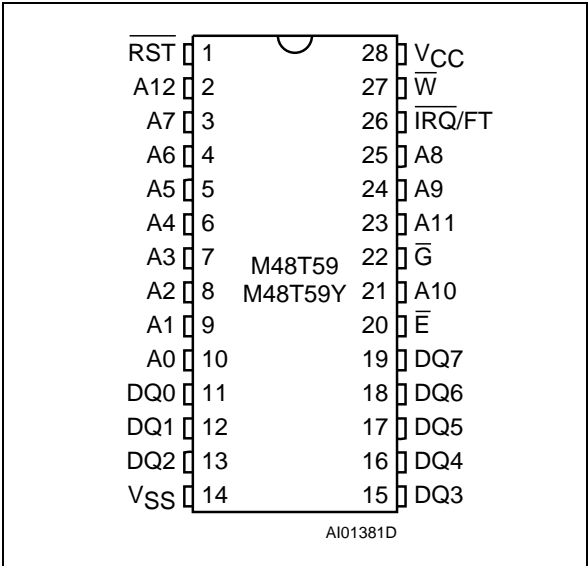 R̅S̅T̅ 1 28 VCC
A12 2 27 W̅
A7 3 26 I̅R̅Q̅/FT
A6 4 25 A8
A5 5 24 A9
A4 6 23 A11
A3 7 M48T59 22 G̅
A2 8 M48T59Y 21 A10
A1 9 20 E̅
A0 10 19 DQ7
DQ0 11 18 DQ6
DQ1 12 17 DQ5
DQ2 13 16 DQ4
VSS 14 15 DQ3
AI01381D